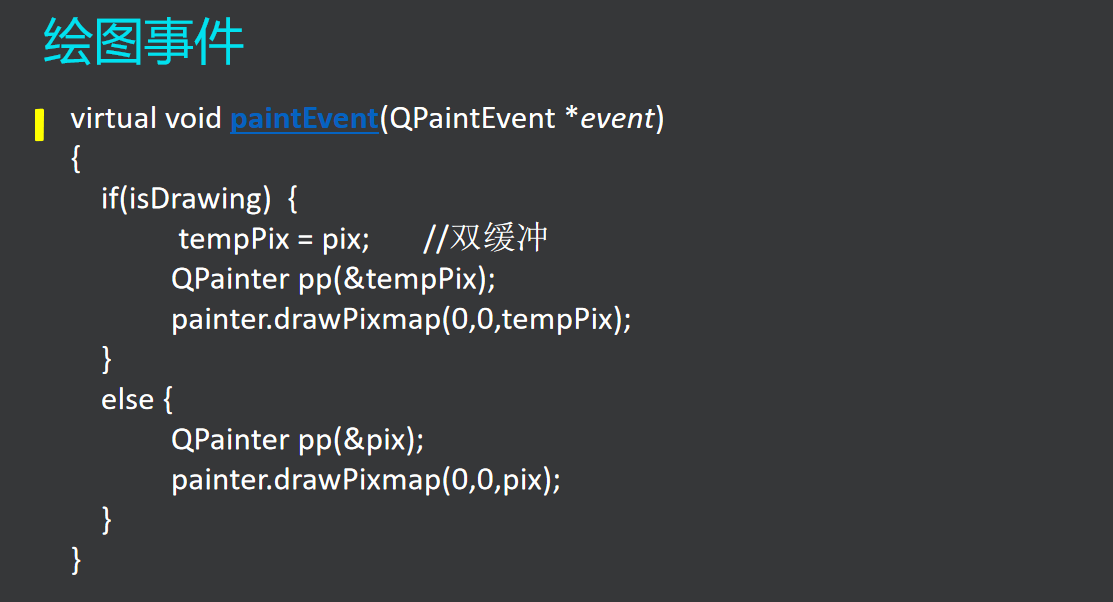 绘图事件
virtual void paintEvent(QPaintEvent *event)
{
if(isDrawing) {
tempPix = pix; //双缓冲
QPainter pp(&tempPix);
painter.drawPixmap(0,0,tempPix);
}
else {
QPainter pp(&pix);
painter.drawPixmap(0,0,pix);
}
}